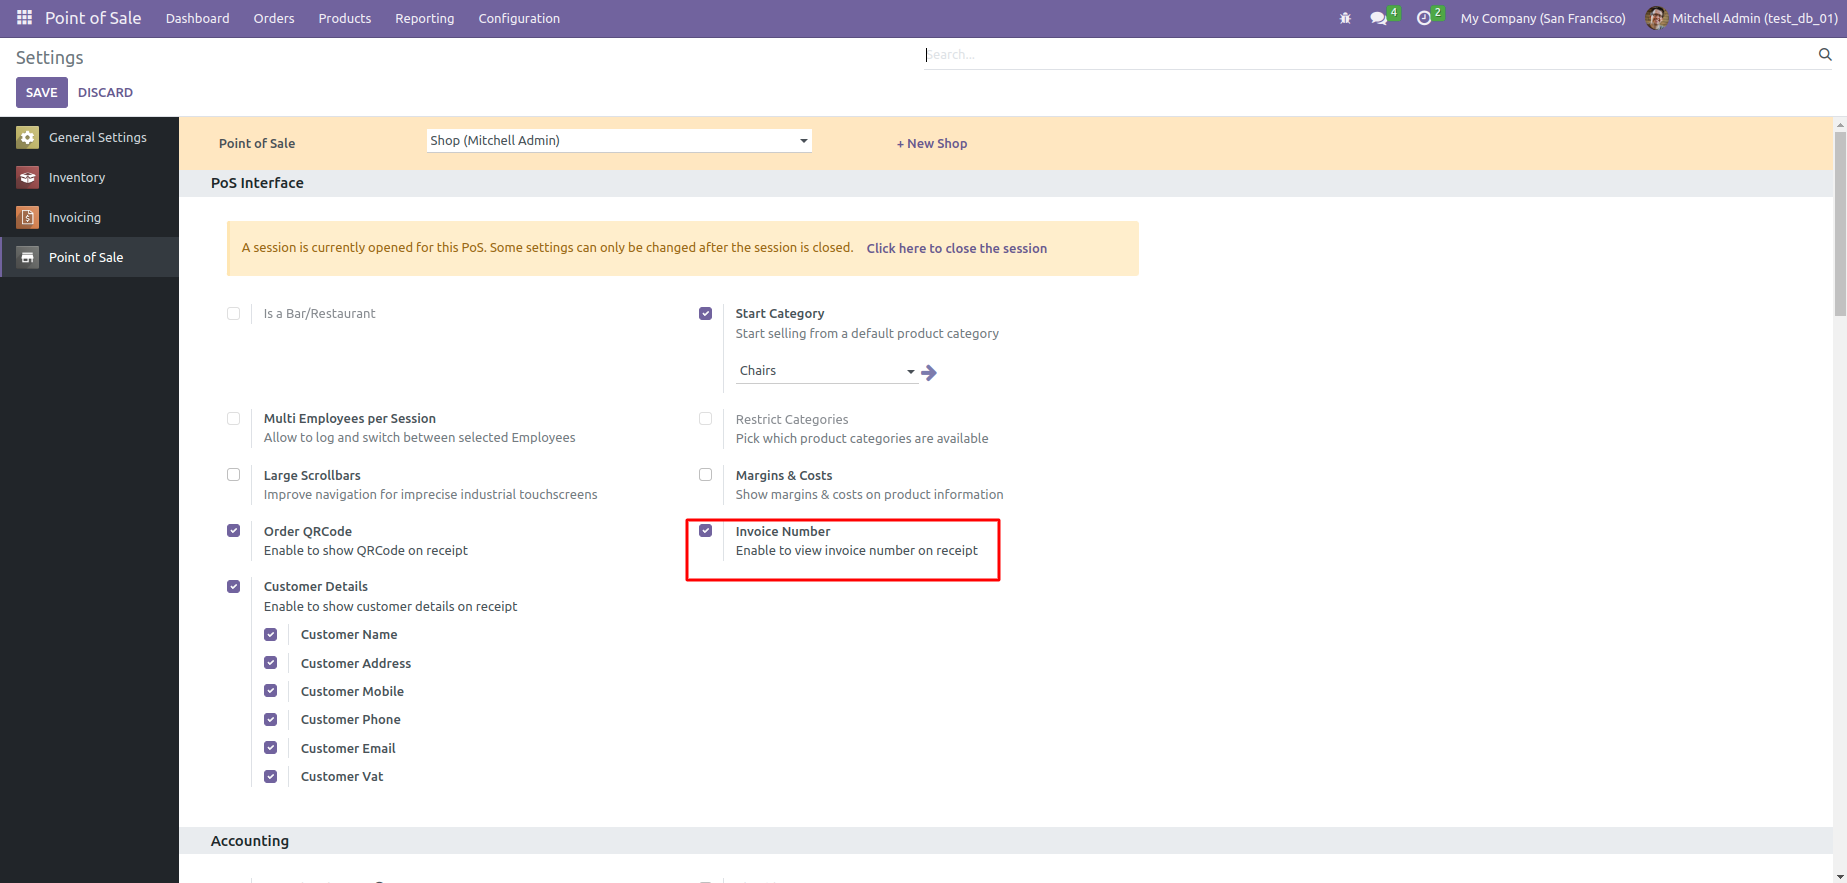 Point of Sale Dashboard Orders Products Reporting Configuration 4 2 My Company (San Francisco) Mitchell Admin (test_db_01)
Settings
Search...
SAVE DISCARD
General Settings
Inventory
Invoicing
Point of Sale
Point of Sale Shop (Mitchell Admin) + New Shop
PoS Interface
A session is currently opened for this PoS. Some settings can only be changed after the session is closed. Click here to close the session
Is a Bar/Restaurant
Start Category
Start selling from a default product category
Chairs
Multi Employees per Session
Allow to log and switch between selected Employees
Restrict Categories
Pick which product categories are available
Large Scrollbars
Improve navigation for imprecise industrial touchscreens
Margins & Costs
Show margins & costs on product information
Order QRCode
Enable to show QRCode on receipt
Invoice Number
Enable to view invoice number on receipt
Customer Details
Enable to show customer details on receipt
Customer Name
Customer Address
Customer Mobile
Customer Phone
Customer Email
Customer Vat
Accounting